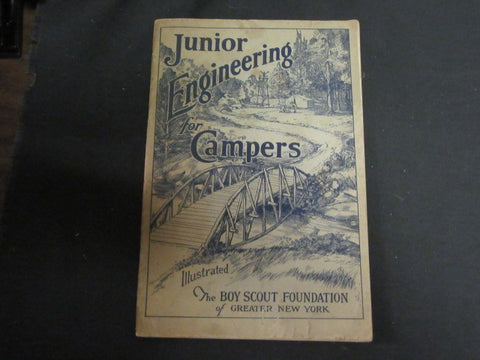 Junior
Engineering
for
Campers
Illustrated
The BOY SCOUT FOUNDATION
of GREATER NEW YORK